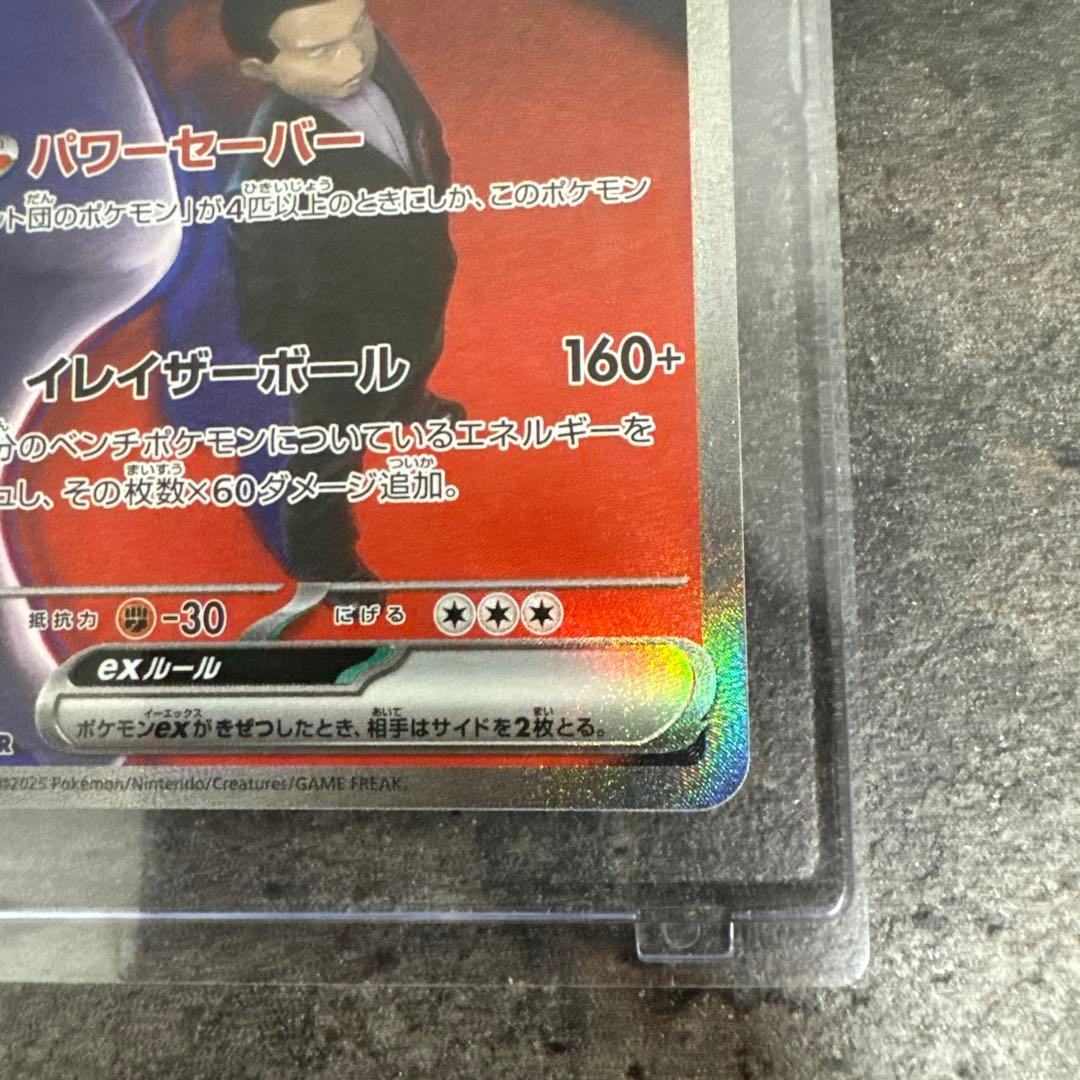 パワーセーバー
ット団のポケモン」が4匹以上のときにしか、このポケモン
イレイザーボール 160+
分のベンチポケモンについているエネルギーを
ュし、その枚数×60ダメージ追加。
抵抗力 -30 にげる
exルール
ポケモンexがきぜつしたとき、相手はサイドを2枚とる。
R
©2025 Pokémon/Nintendo/Creatures/GAME FREAK.